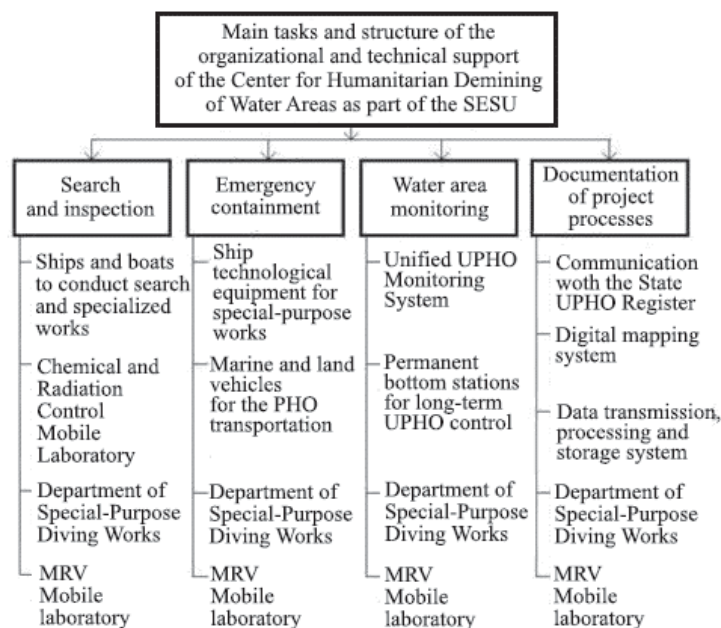 Main tasks and structure of the
organizational and technical support
of the Center for Humanitarian Demining
of Water Areas as part of the SESU
Search
and inspection
Ships and boats
to conduct search
and specialized
works
Chemical and
Radiation
Control
Mobile
Laboratory
Department of
Special-Purpose
Diving Works
MRV
Mobile
laboratory
Emergency
containment
Ship
technological
equipment for
special-purpose
works
Marine and land
vehicles
for the PHO
transportation
Department of
Special-Purpose
Diving Works
MRV
Mobile
laboratory
Water area
monitoring
Unified UPHO
Monitoring
System
Permanent
bottom stations
for long-term
UPHO control
Department of
Special-Purpose
Diving Works
MRV
Mobile
laboratory
Documentation
of project
processes
Communication
woth the State
UPHO Register
Digital mapping
system
Data transmission,
processing and
storage system
Department of
Special-Purpose
Diving Works
MRV
Mobile
laboratory